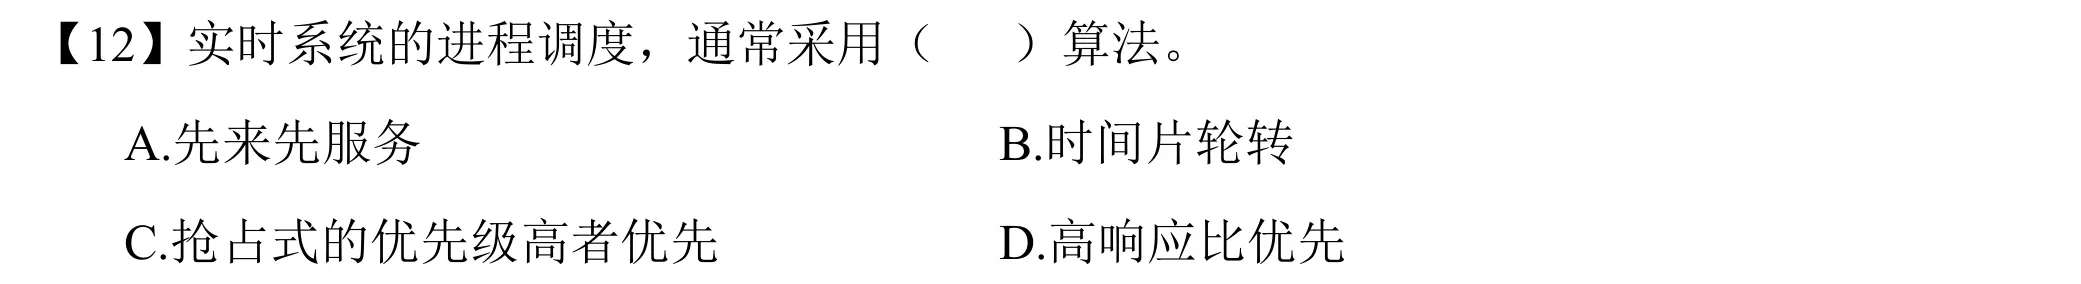 【12】实时系统的进程调度，通常采用（ ）算法。
A.先来先服务 B.时间片轮转
C.抢占式的优先级高者优先 D.高响应比优先